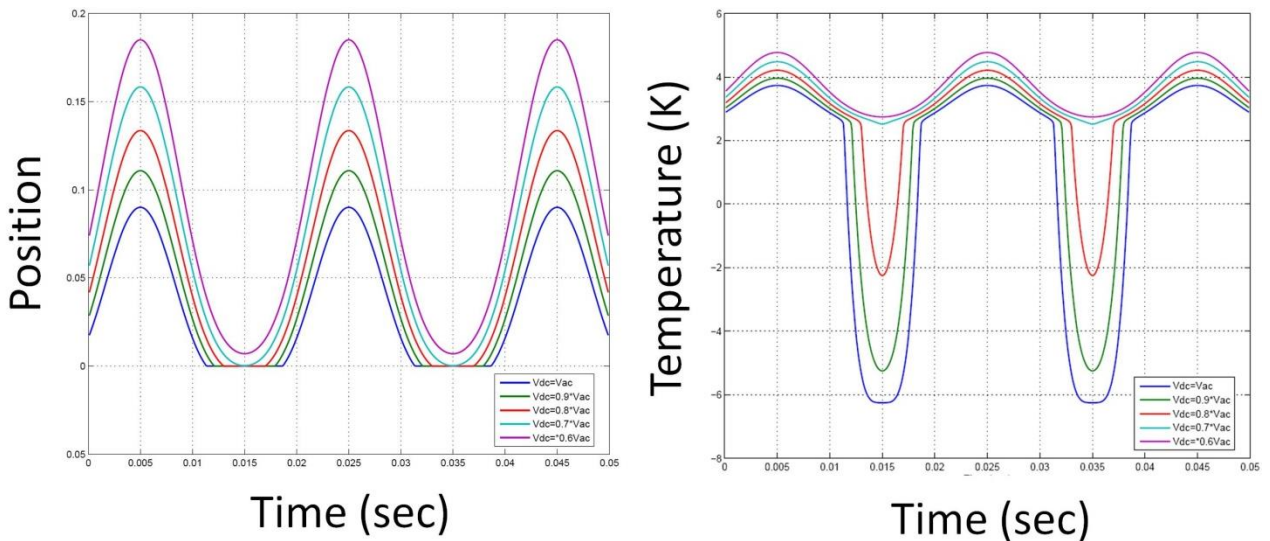 Position
0.2
0.15
0.1
0.05
0
0.05
0 0.005 0.01 0.015 0.02 0.025 0.03 0.035 0.04 0.045 0.05
Vdc=Vac
Vdc=0.9*Vac
Vdc=0.8*Vac
Vdc=0.7*Vac
Vdc=*0.6Vac
Time (sec)
Temperature (K)
6
4
2
0
-2
-4
-6
-8
0 0.005 0.01 0.015 0.02 0.025 0.03 0.035 0.04 0.045 0.05
Vdc=Vac
Vdc=0.9*Vac
Vdc=0.8*Vac
Vdc=0.7*Vac
Vdc=*0.6Vac
Time (sec)